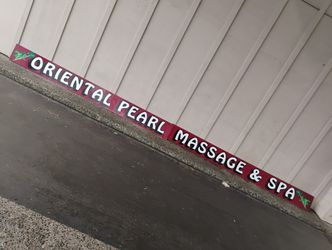 ORIENTAL PEARL MASSAGE & SPA